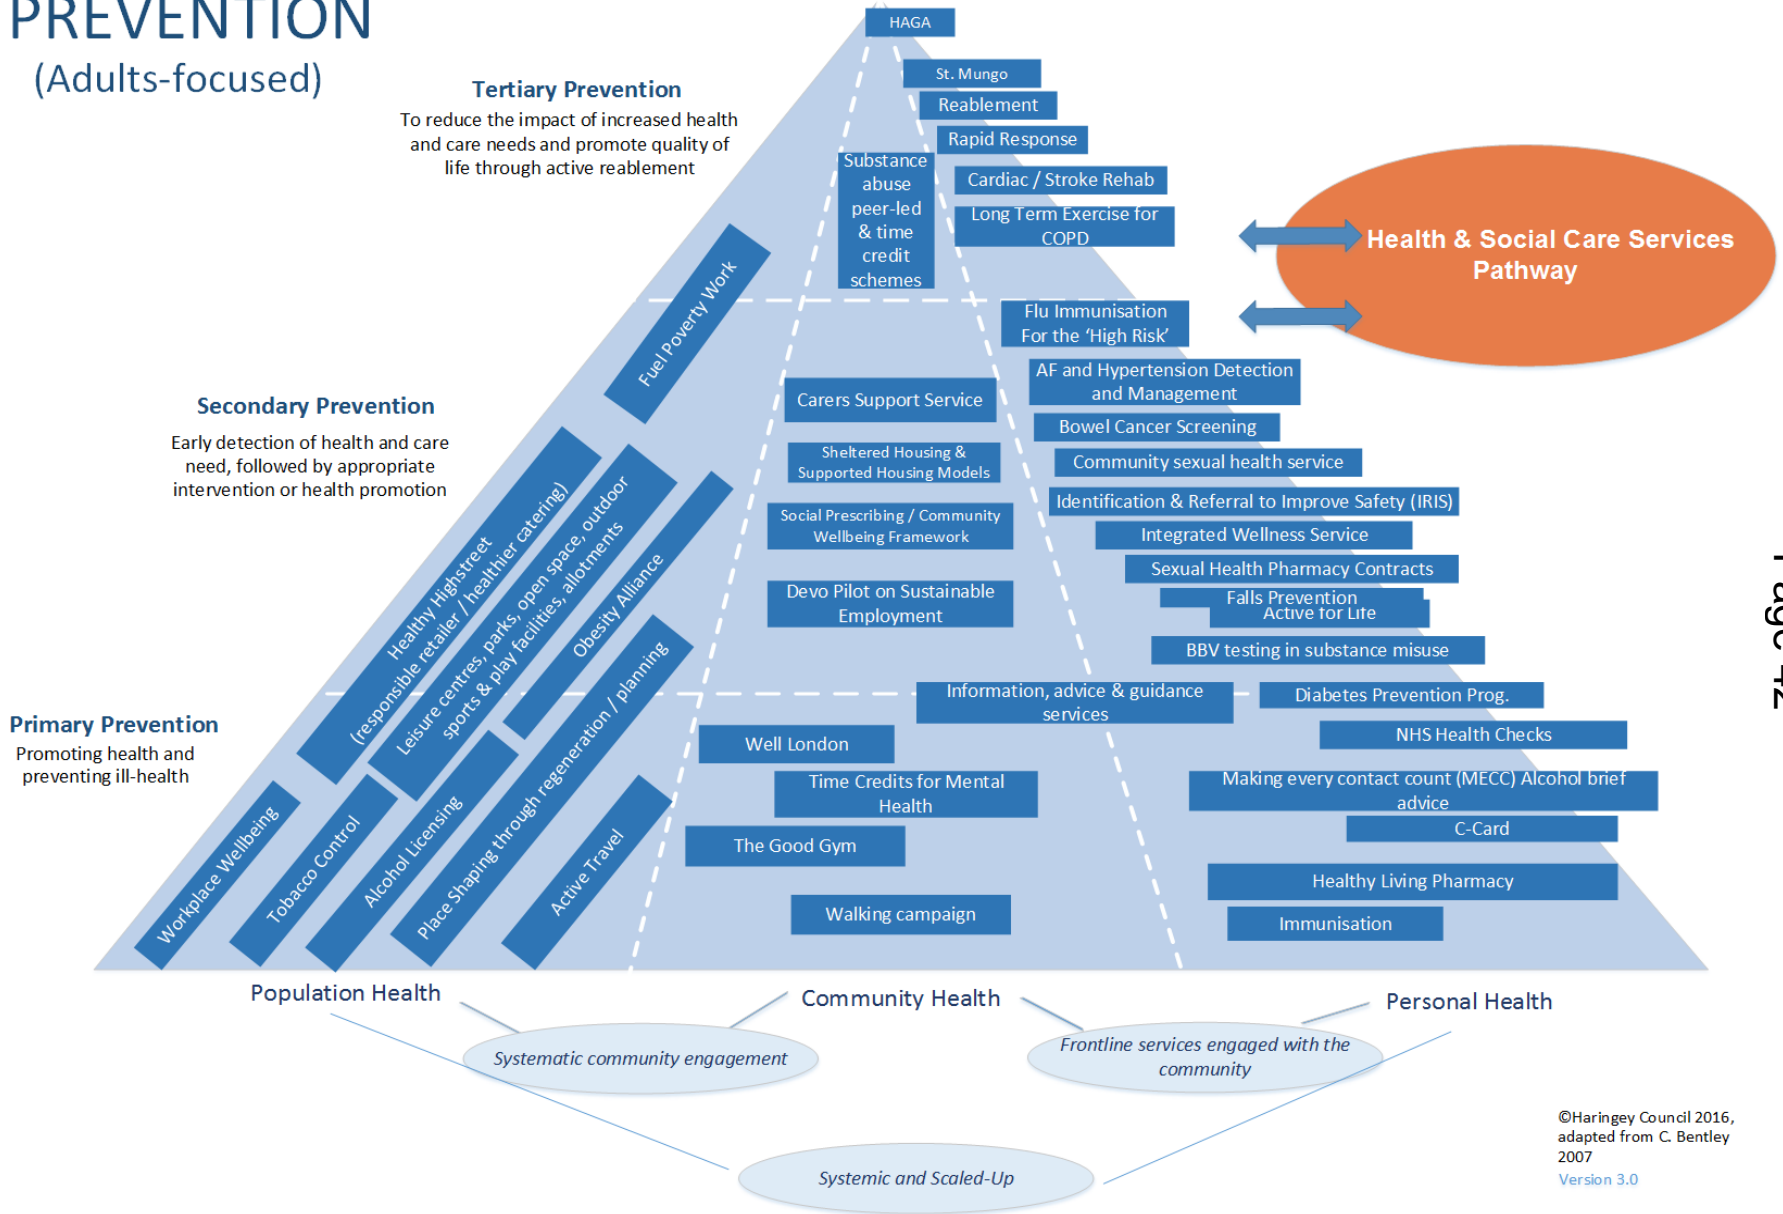 PREVENTION
(Adults-focused)
HAGA
Tertiary Prevention
To reduce the impact of increased health
and care needs and promote quality of
life through active reablement
St. Mungo
Reablement
Rapid Response
Cardiac / Stroke Rehab
Long Term Exercise for
COPD
Substance
abuse
peer-led
& time
credit
schemes
Health & Social Care Services
Pathway
Fuel Poverty Work
Secondary Prevention
Early detection of health and care
need, followed by appropriate
intervention or health promotion
Flu Immunisation
For the ‘High Risk’
AF and Hypertension Detection
and Management
Bowel Cancer Screening
Community sexual health service
Identification & Referral to Improve Safety (IRIS)
Integrated Wellness Service
Sexual Health Pharmacy Contracts
Falls Prevention
Active for Life
BBV testing in substance misuse
Carers Support Service
Sheltered Housing &
Supported Housing Models
Social Prescribing / Community
Wellbeing Framework
Devo Pilot on Sustainable
Employment
Healthy Highstreet
(responsible retailer / healthier catering)
Leisure centres, parks, open space, outdoor
sports & play facilities, allotments
Obesity Alliance
Place Shaping through regeneration / planning
Primary Prevention
Promoting health and
preventing ill-health
Workplace Wellbeing
Tobacco Control
Alcohol Licensing
Active Travel
Information, advice & guidance
services
Well London
Time Credits for Mental
Health
The Good Gym
Walking campaign
Diabetes Prevention Prog.
NHS Health Checks
Making every contact count (MECC) Alcohol brief
advice
C-Card
Healthy Living Pharmacy
Immunisation
Page 42
Population Health
Community Health
Personal Health
Systematic community engagement
Frontline services engaged with the
community
Systemic and Scaled-Up
©Haringey Council 2016,
adapted from C. Bentley
2007
Version 3.0